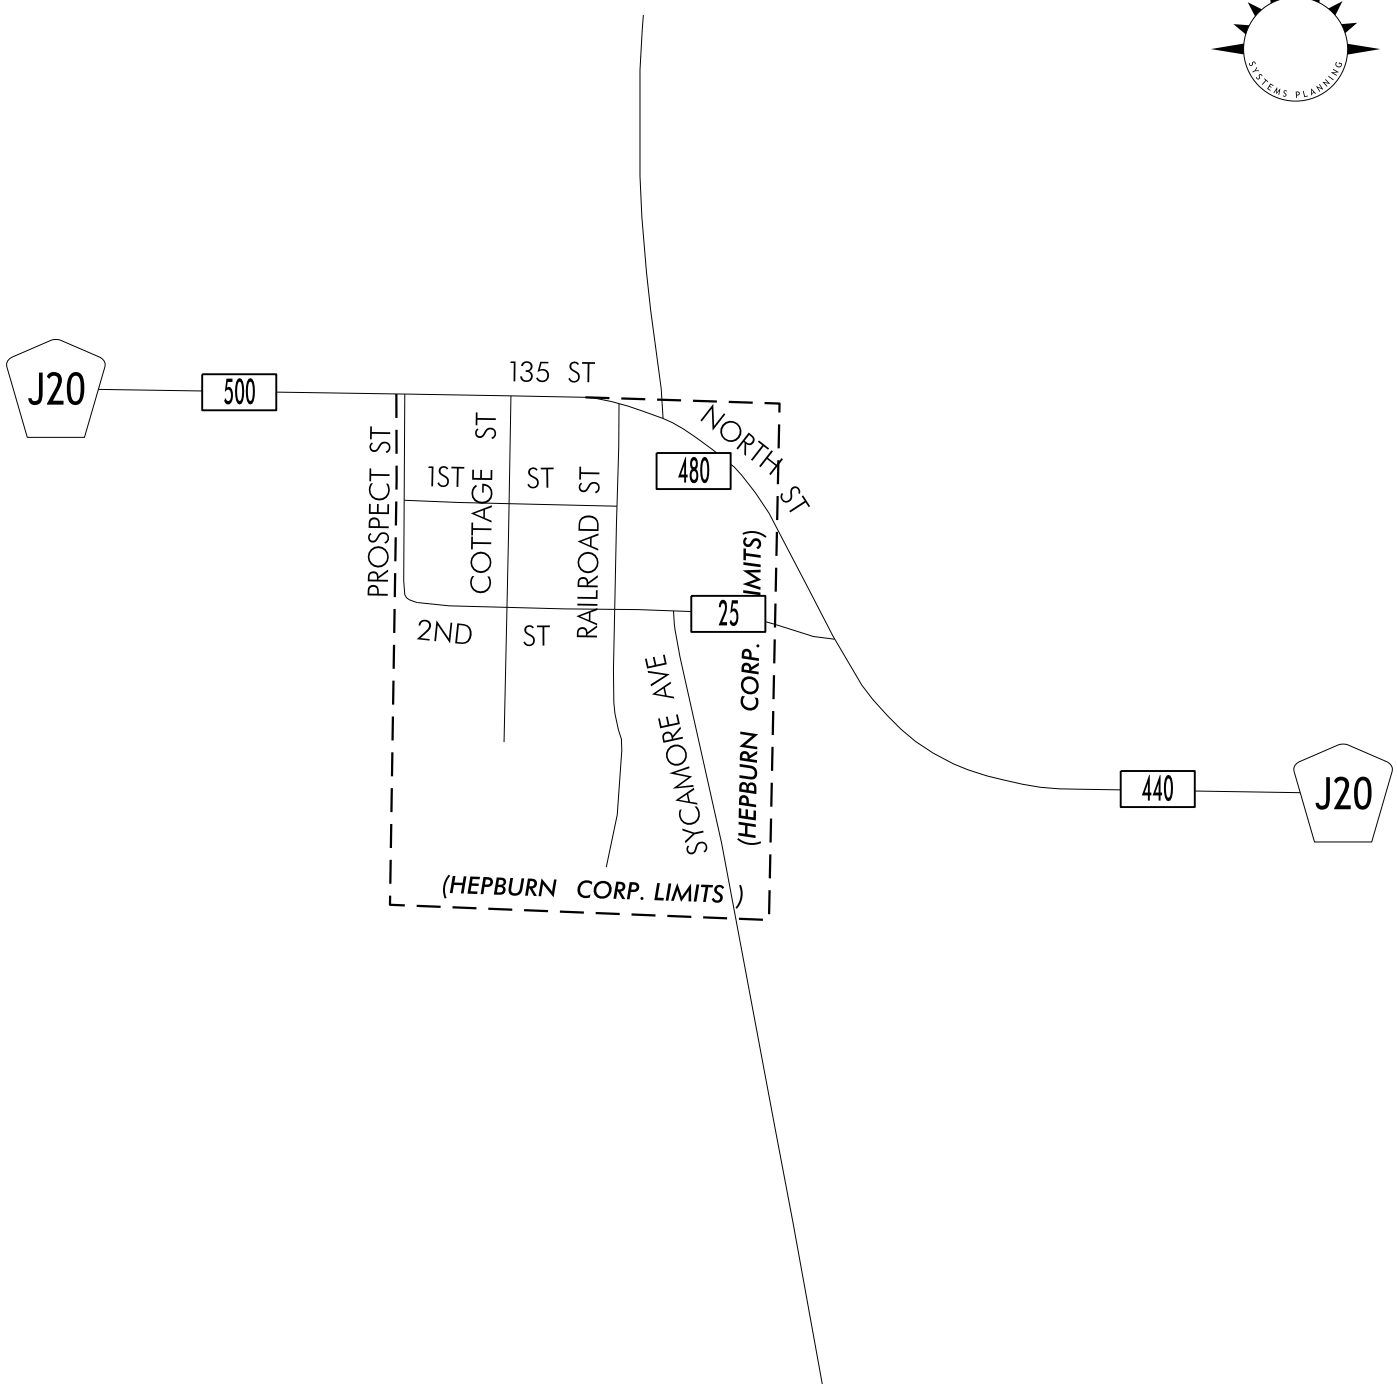 SYSTEMS PLANNING
135 ST
J20
500
NORTH ST
PROSPECT ST
COTTAGE ST
1ST ST
RAILROAD ST
480
25
2ND ST
SYCAMORE AVE
(HEPBURN CORP. IMITS)
440
J20
(HEPBURN CORP. LIMITS )